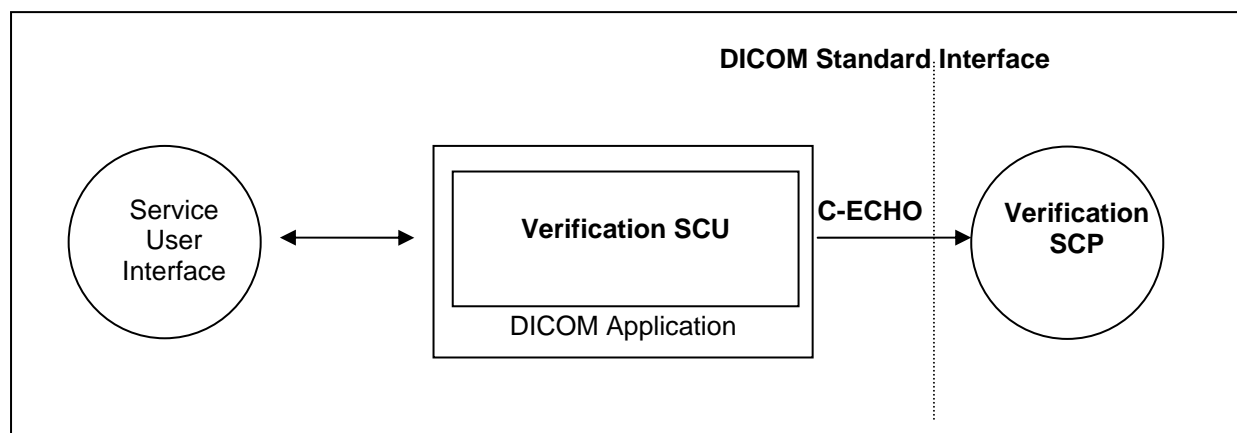 DICOM Standard Interface
Service
User
Interface
Verification SCU
DICOM Application
C-ECHO
Verification
SCP